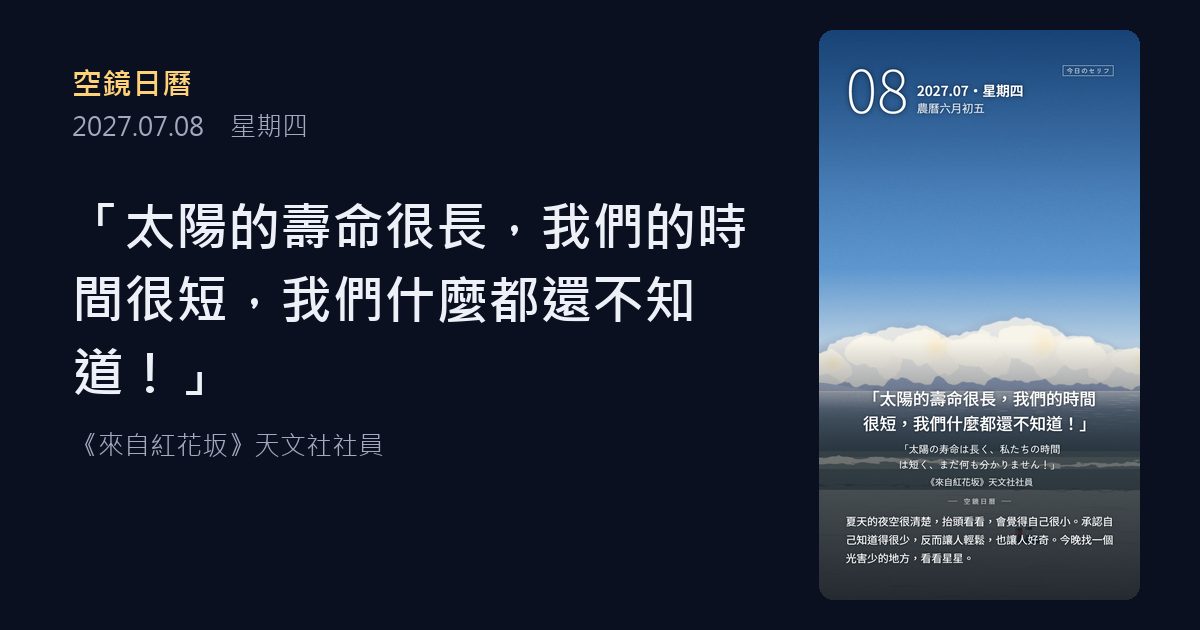 空鏡日曆
2027.07.08 星期四
「太陽的壽命很長，我們的時
間很短，我們什麼都還不知
道！」
《來自紅花坂》天文社社員
08
2027.07・星期四
農曆六月初五
今日のセリフ
「太陽的壽命很長，我們的時間
很短，我們什麼都還不知道！」
「太陽の寿命は長く、私たちの時間
は短く、まだ何も分かりません！」
《來自紅花坂》天文社社員
— 空鏡日曆 —
夏天的夜空很清楚，抬頭看看，會覺得自己很小。承認自
己知道得很少，反而讓人輕鬆，也讓人好奇。今晚找一個
光害少的地方，看看星星。